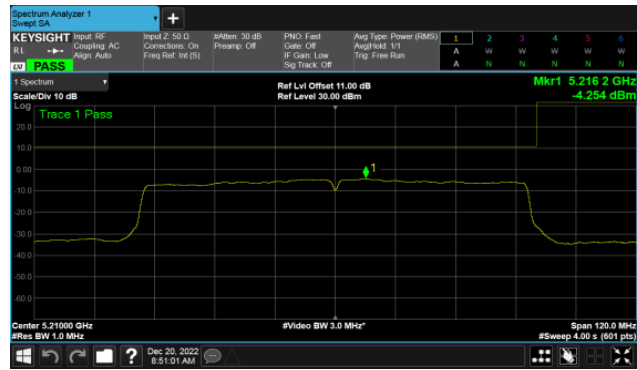 Spectrum Analyzer 1
Swept SA
KEYSIGHT
RL
LXI PASS
Input: RF
Coupling: AC
Align: Auto
Input Z: 50 Ω
Corrections: On
Freq Ref: Int (S)
#Atten: 30 dB
Preamp: Off
PNO: Fast
Gate: Off
IF Gain: Low
Sig Track: Off
Avg Type: Power (RMS)
Avg|Hold: 1/1
Trig: Free Run
1 2 3 4 5 6
A W W W W W
A N N N N N
1 Spectrum
Scale/Div 10 dB
Ref Lvl Offset 11.00 dB
Ref Level 30.00 dBm
Mkr1 5.216 2 GHz
-4.254 dBm
Log
Trace 1 Pass
20.0
10.0
0.00
-10.0
-20.0
-30.0
-40.0
-50.0
-60.0
1
Center 5.21000 GHz
#Res BW 1.0 MHz
#Video BW 3.0 MHz*
Span 120.0 MHz
#Sweep 4.00 s (601 pts)
?
Dec 20, 2022
8:51:01 AM